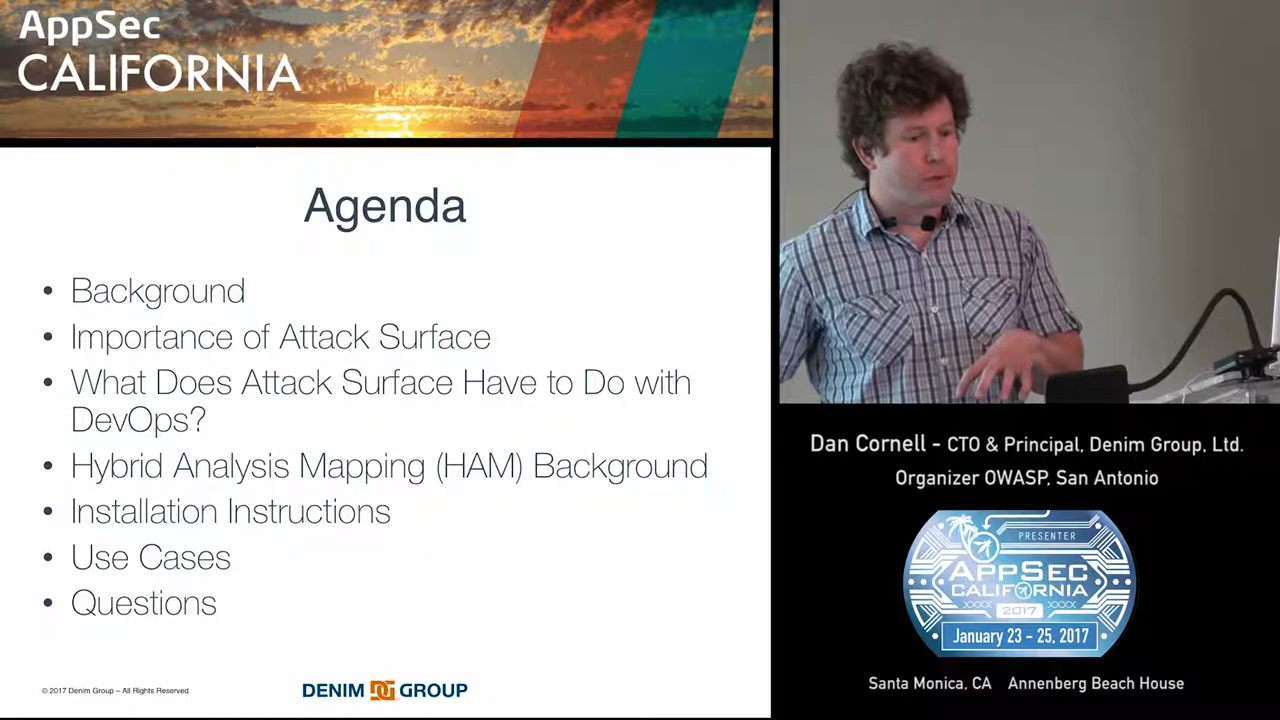 AppSec
CALIFORNIA
Agenda
• Background
• Importance of Attack Surface
• What Does Attack Surface Have to Do with
DevOps?
• Hybrid Analysis Mapping (HAM) Background
• Installation Instructions
• Use Cases
• Questions
© 2017 Denim Group – All Rights Reserved
DENIM DG GROUP
Dan Cornell - CTO & Principal, Denim Group, Ltd.
Organizer OWASP, San Antonio
PRESENTER
APPSEC
CALIFORNIA
2017
January 23 - 25, 2017
Santa Monica, CA Annenberg Beach House